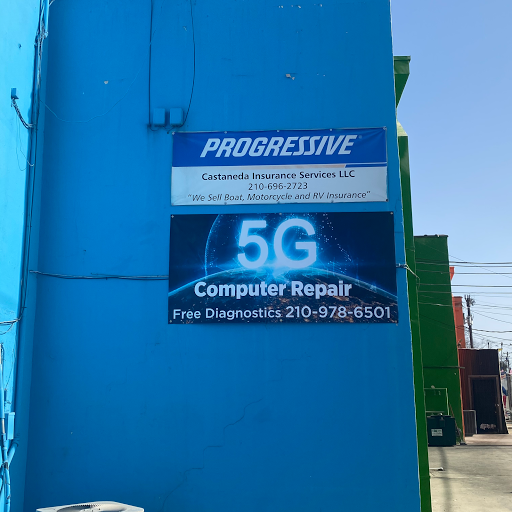 PROGRESSIVE
Castaneda Insurance Services LLC
210-696-2723
"We Sell Boat, Motorcycle and RV Insurance"
5G
Computer Repair
Free Diagnostics 210-978-6501